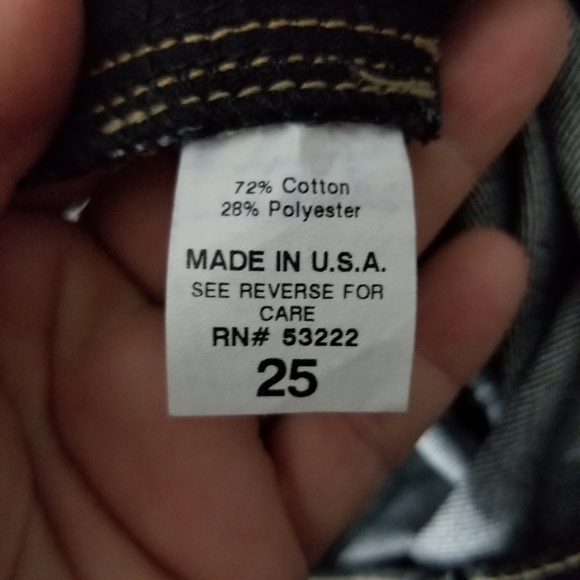 72% Cotton
28% Polyester
MADE IN U.S.A.
SEE REVERSE FOR
CARE
RN# 53222
25